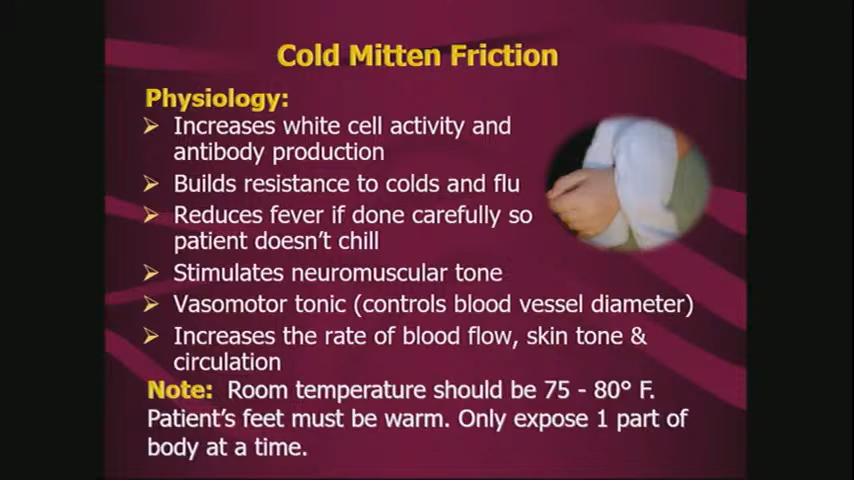 Cold Mitten Friction
Physiology:
Increases white cell activity and
antibody production
Builds resistance to colds and flu
Reduces fever if done carefully so
patient doesn't chill
Stimulates neuromuscular tone
Vasomotor tonic (controls blood vessel diameter)
Increases the rate of blood flow, skin tone &
circulation
Note: Room temperature should be 75 - 80° F.
Patient's feet must be warm. Only expose 1 part of
body at a time.